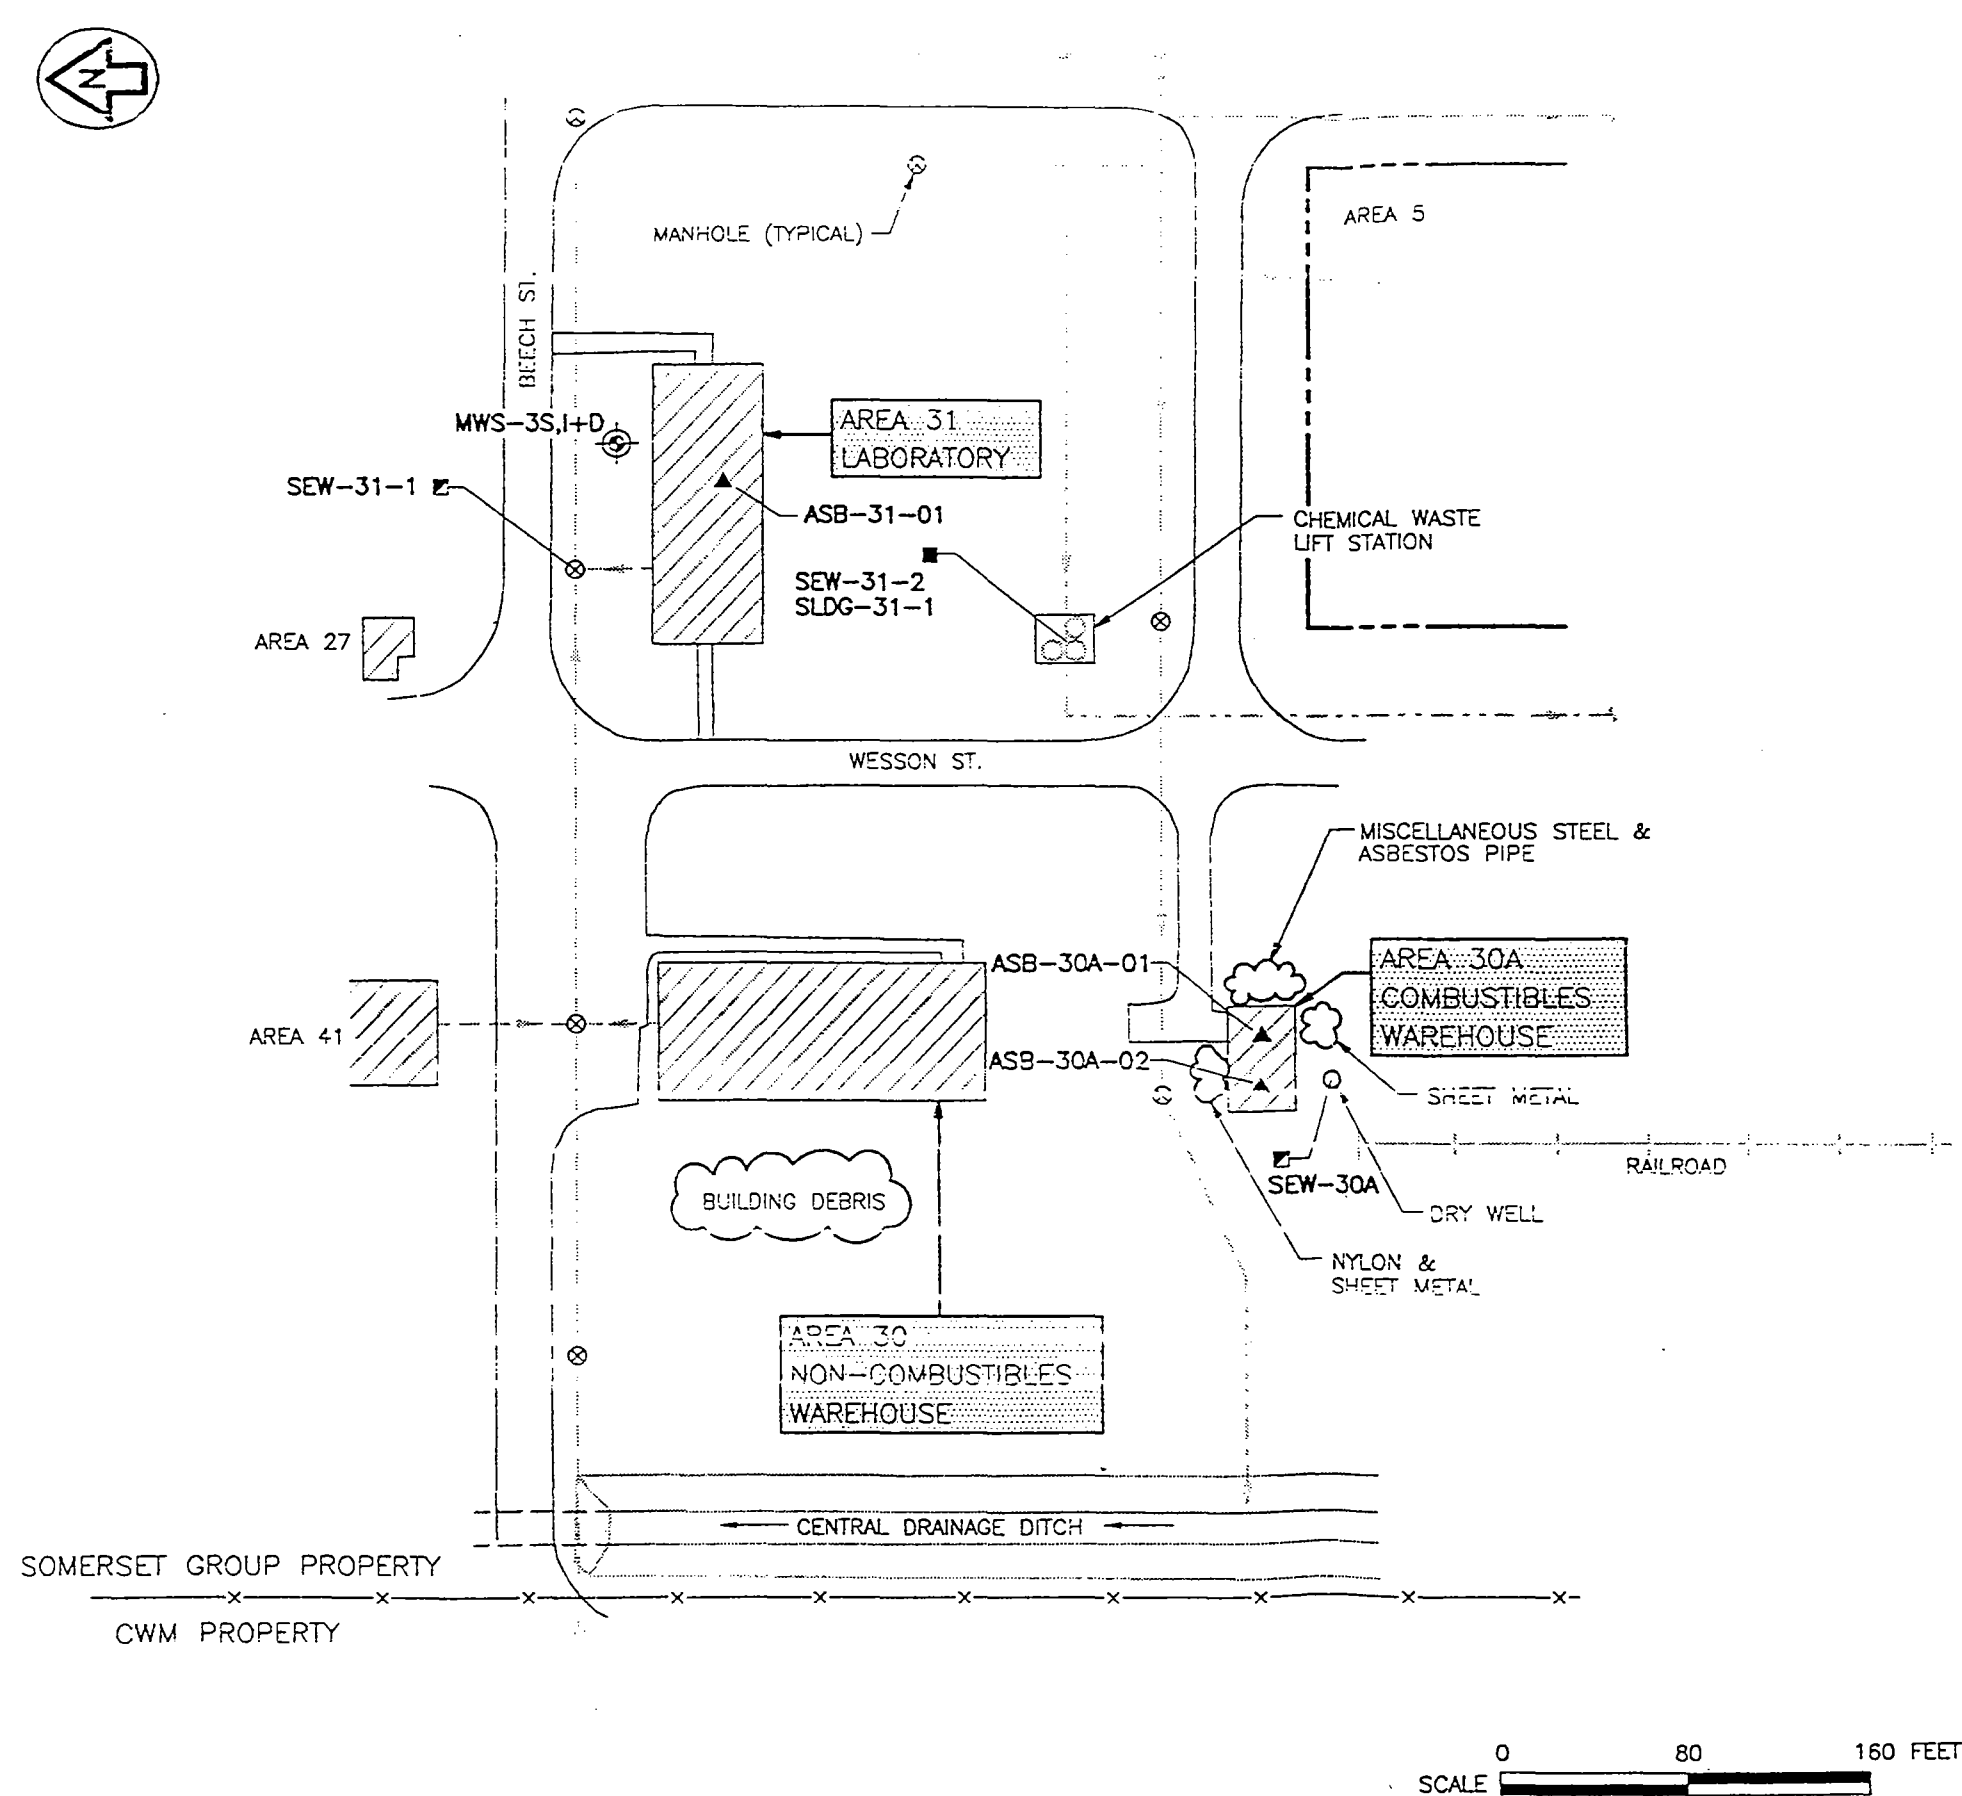 N
MANHOLE (TYPICAL)
AREA 5
BEECH ST.
MWS-3S,I+D
AREA 31
LABORATORY
SEW-31-1
ASB-31-01
CHEMICAL WASTE
LIFT STATION
SEW-31-2
SLDG-31-1
AREA 27
WESSON ST.
MISCELLANEOUS STEEL &
ASBESTOS PIPE
ASB-30A-01
AREA 30A
COMBUSTIBLES
WAREHOUSE
AREA 41
ASB-30A-02
SHEET METAL
RAILROAD
SEW-30A
BUILDING DEBRIS
DRY WELL
NYLON &
SHEET METAL
AREA 30
NON-COMBUSTIBLES
WAREHOUSE
CENTRAL DRAINAGE DITCH
SOMERSET GROUP PROPERTY
CWM PROPERTY
0 80 160 FEET
SCALE